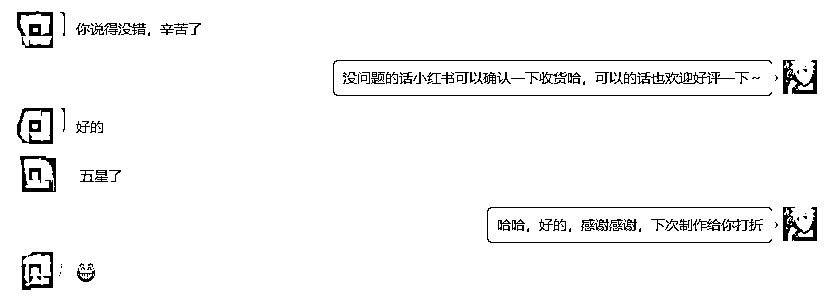 你说得没错，辛苦了
没问题的话小红书可以确认一下收货哈，可以的话也欢迎好评一下～
好的
五星了
哈哈，好的，感谢感谢，下次制作给你打折